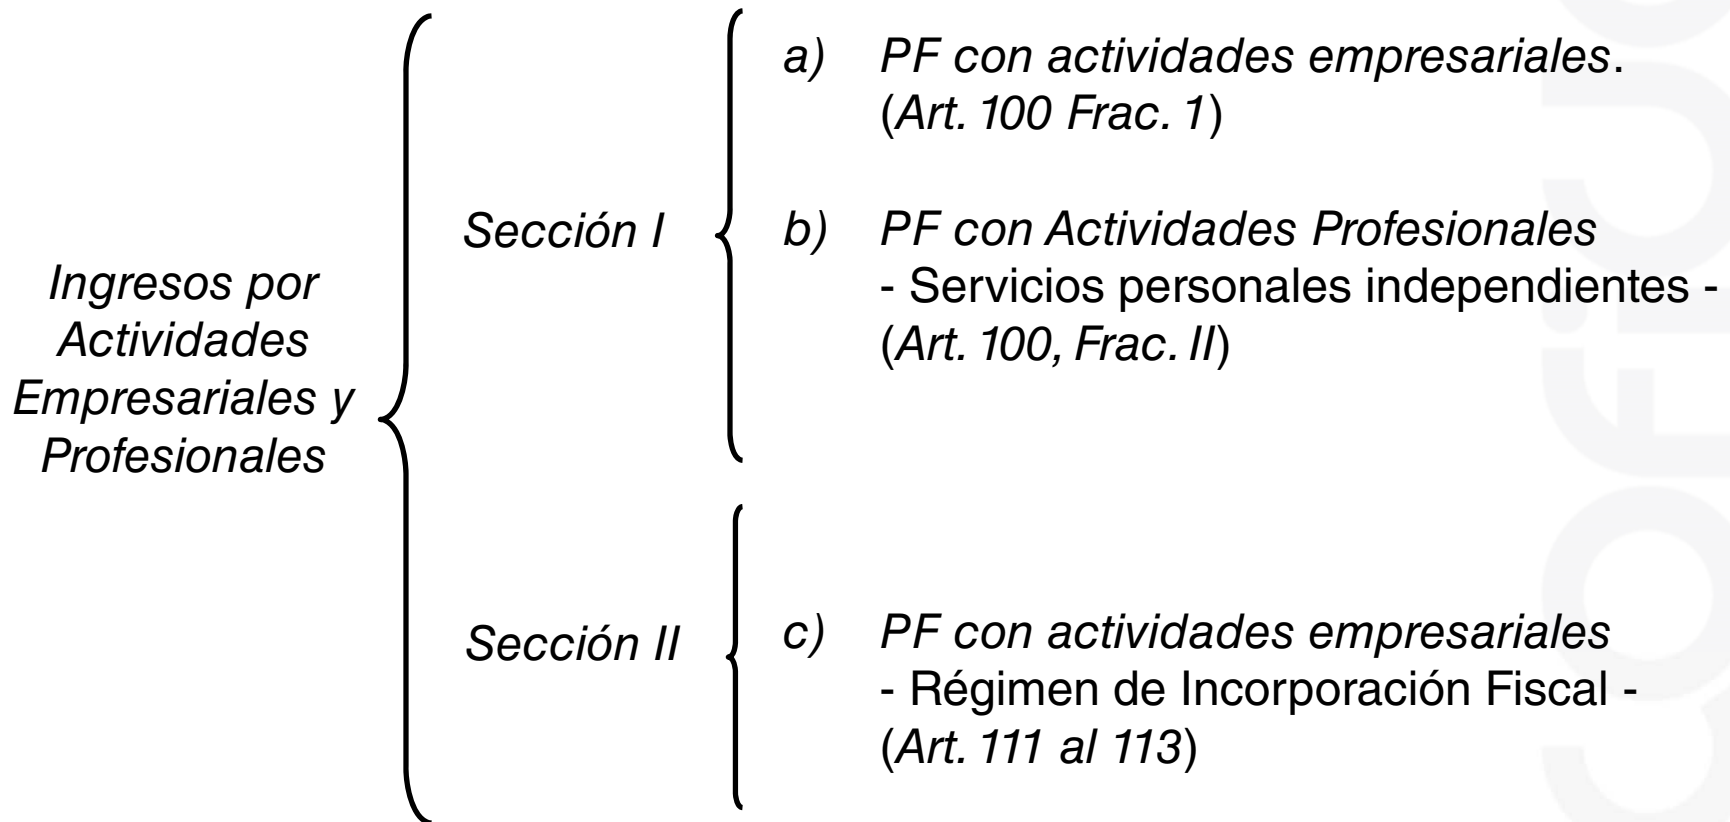 Ingresos por
Actividades
Empresariales y
Profesionales
Sección I
a) PF con actividades empresariales.
(Art. 100 Frac. 1)
b) PF con Actividades Profesionales
- Servicios personales independientes -
(Art. 100, Frac. II)
Sección II
c) PF con actividades empresariales
- Régimen de Incorporación Fiscal -
(Art. 111 al 113)